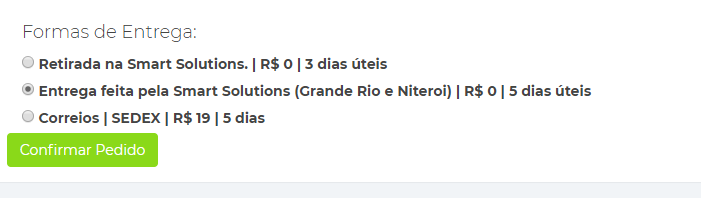 Formas de Entrega:
Retirada na Smart Solutions. | R$ 0 | 3 dias úteis
Entrega feita pela Smart Solutions (Grande Rio e Niteroi) | R$ 0 | 5 dias úteis
Correios | SEDEX | R$ 19 | 5 dias
Confirmar Pedido